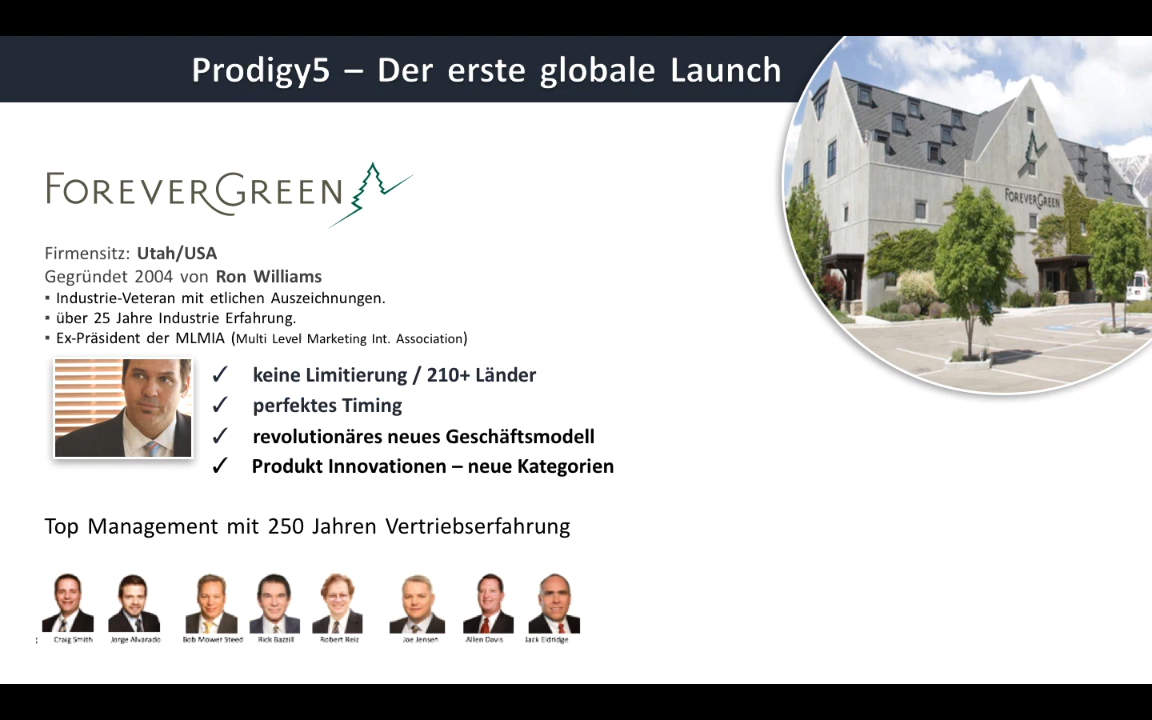 Prodigy5 – Der erste globale Launch
FOREVERGREEN
FOREVERGREEN
Firmensitz: Utah/USA
Gegründet 2004 von Ron Williams
▪ Industrie-Veteran mit etlichen Auszeichnungen.
▪ über 25 Jahre Industrie Erfahrung.
▪ Ex-Präsident der MLMIA (Multi Level Marketing Int. Association)
✓ keine Limitierung / 210+ Länder
✓ perfektes Timing
✓ revolutionäres neues Geschäftsmodell
✓ Produkt Innovationen – neue Kategorien
Top Management mit 250 Jahren Vertriebserfahrung
Craig Smith Jorge Alvarado Bob Mower Steed Rick Bazzill Robert Reiz Joe Jensen Allen Davis Jack Eldridge